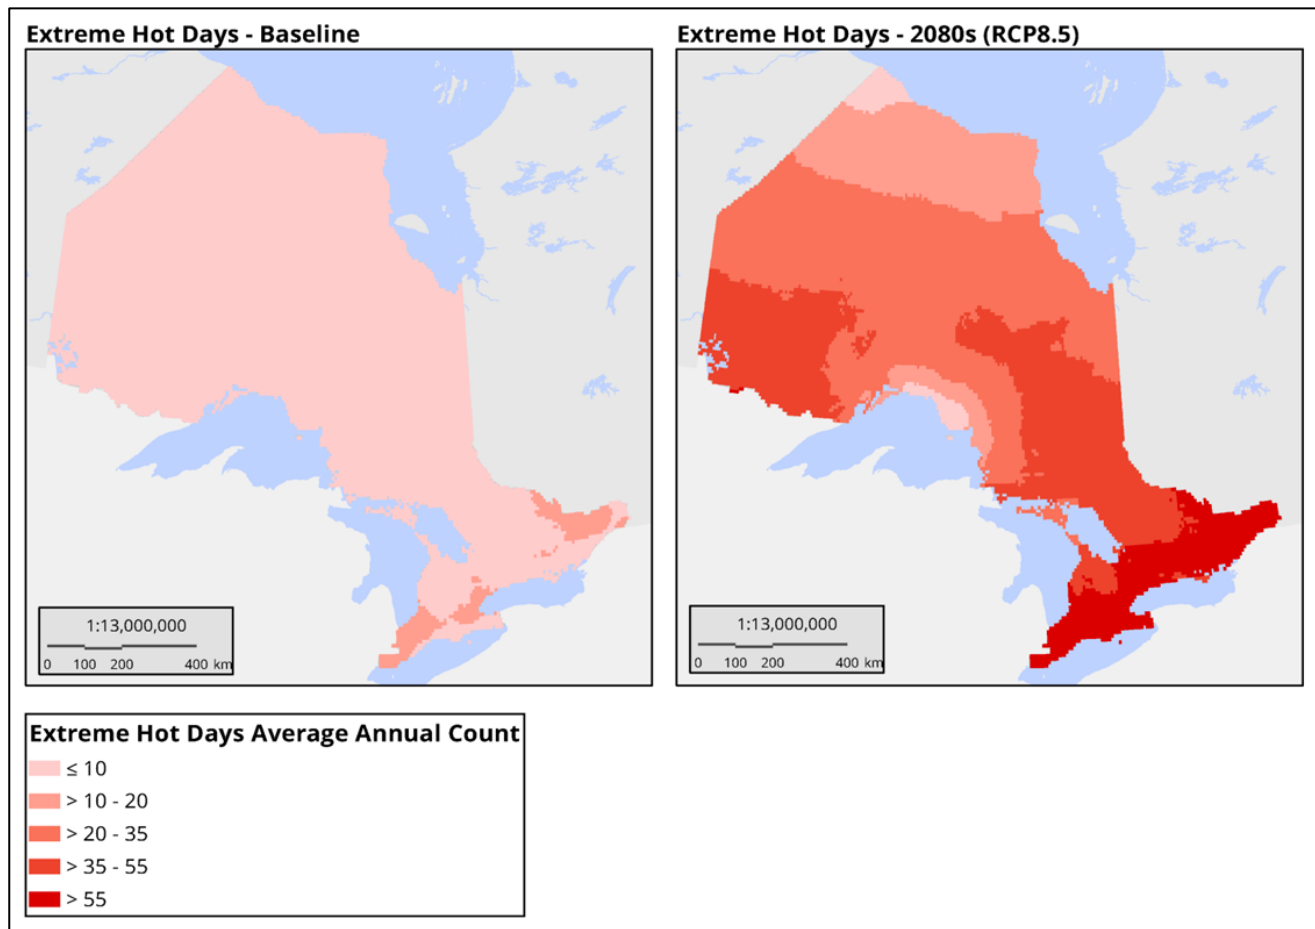 Extreme Hot Days - Baseline
Extreme Hot Days - 2080s (RCP8.5)
1:13,000,000
0 100 200 400 km
1:13,000,000
0 100 200 400 km
Extreme Hot Days Average Annual Count
≤ 10
> 10 - 20
> 20 - 35
> 35 - 55
> 55